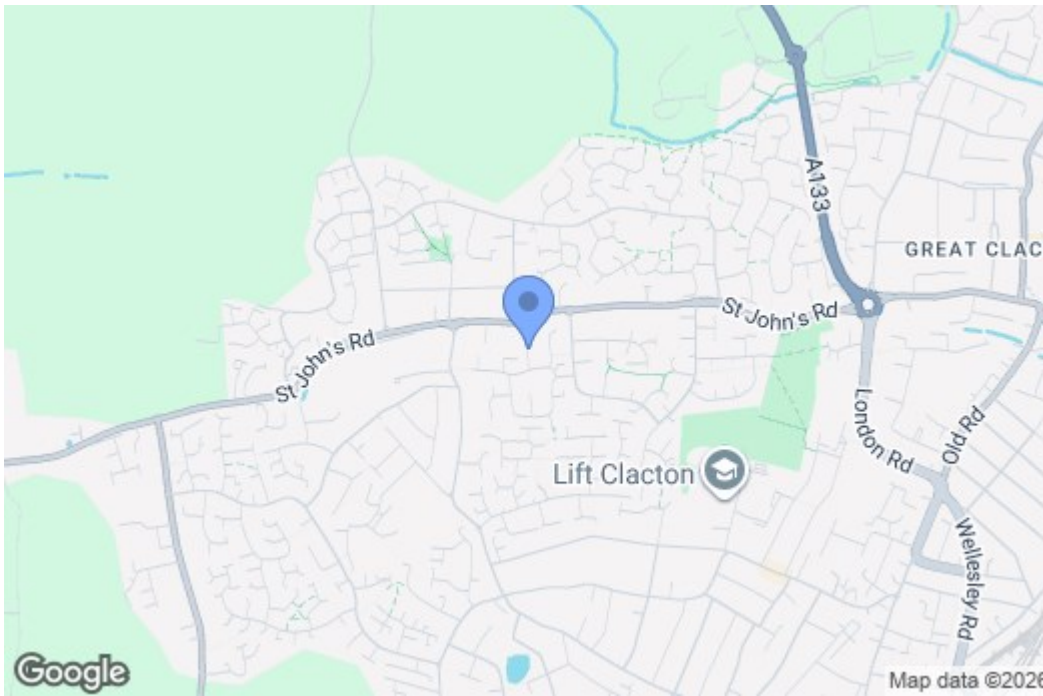 A133
GREAT CLAC
St John's Rd
St John's Rd
London Rd
Old Rd
Lift Clacton
Wellesley Rd
Google
Map data ©2026